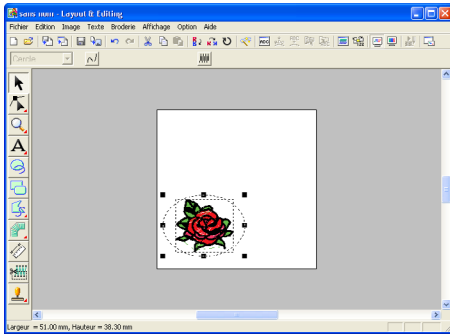 sans nom - Layout & Editing
Fichier Edition Image Texte Broderie Affichage Option Aide
Cercle
A
Largeur = 51.00 mm, Hauteur = 38.30 mm